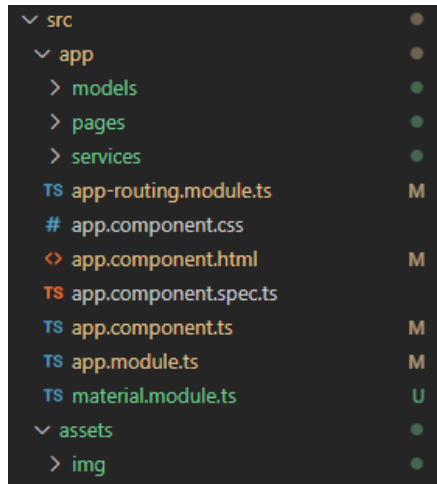 src
app
models
pages
services
TS app-routing.module.ts M
# app.component.css
<> app.component.html M
TS app.component.spec.ts
TS app.component.ts M
TS app.module.ts M
TS material.module.ts U
assets
img